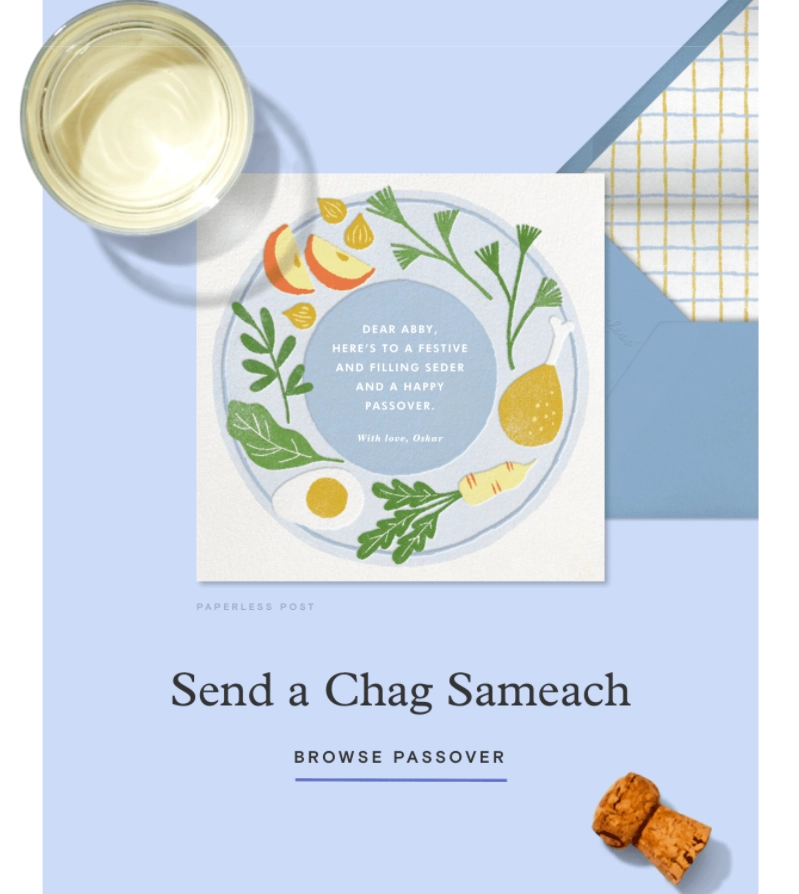 DEAR ABBY,
HERE'S TO A FESTIVE
AND FILLING SEDER
AND A HAPPY
PASSOVER.
With love, Oskar
PAPERLESS POST
Send a Chag Sameach
BROWSE PASSOVER